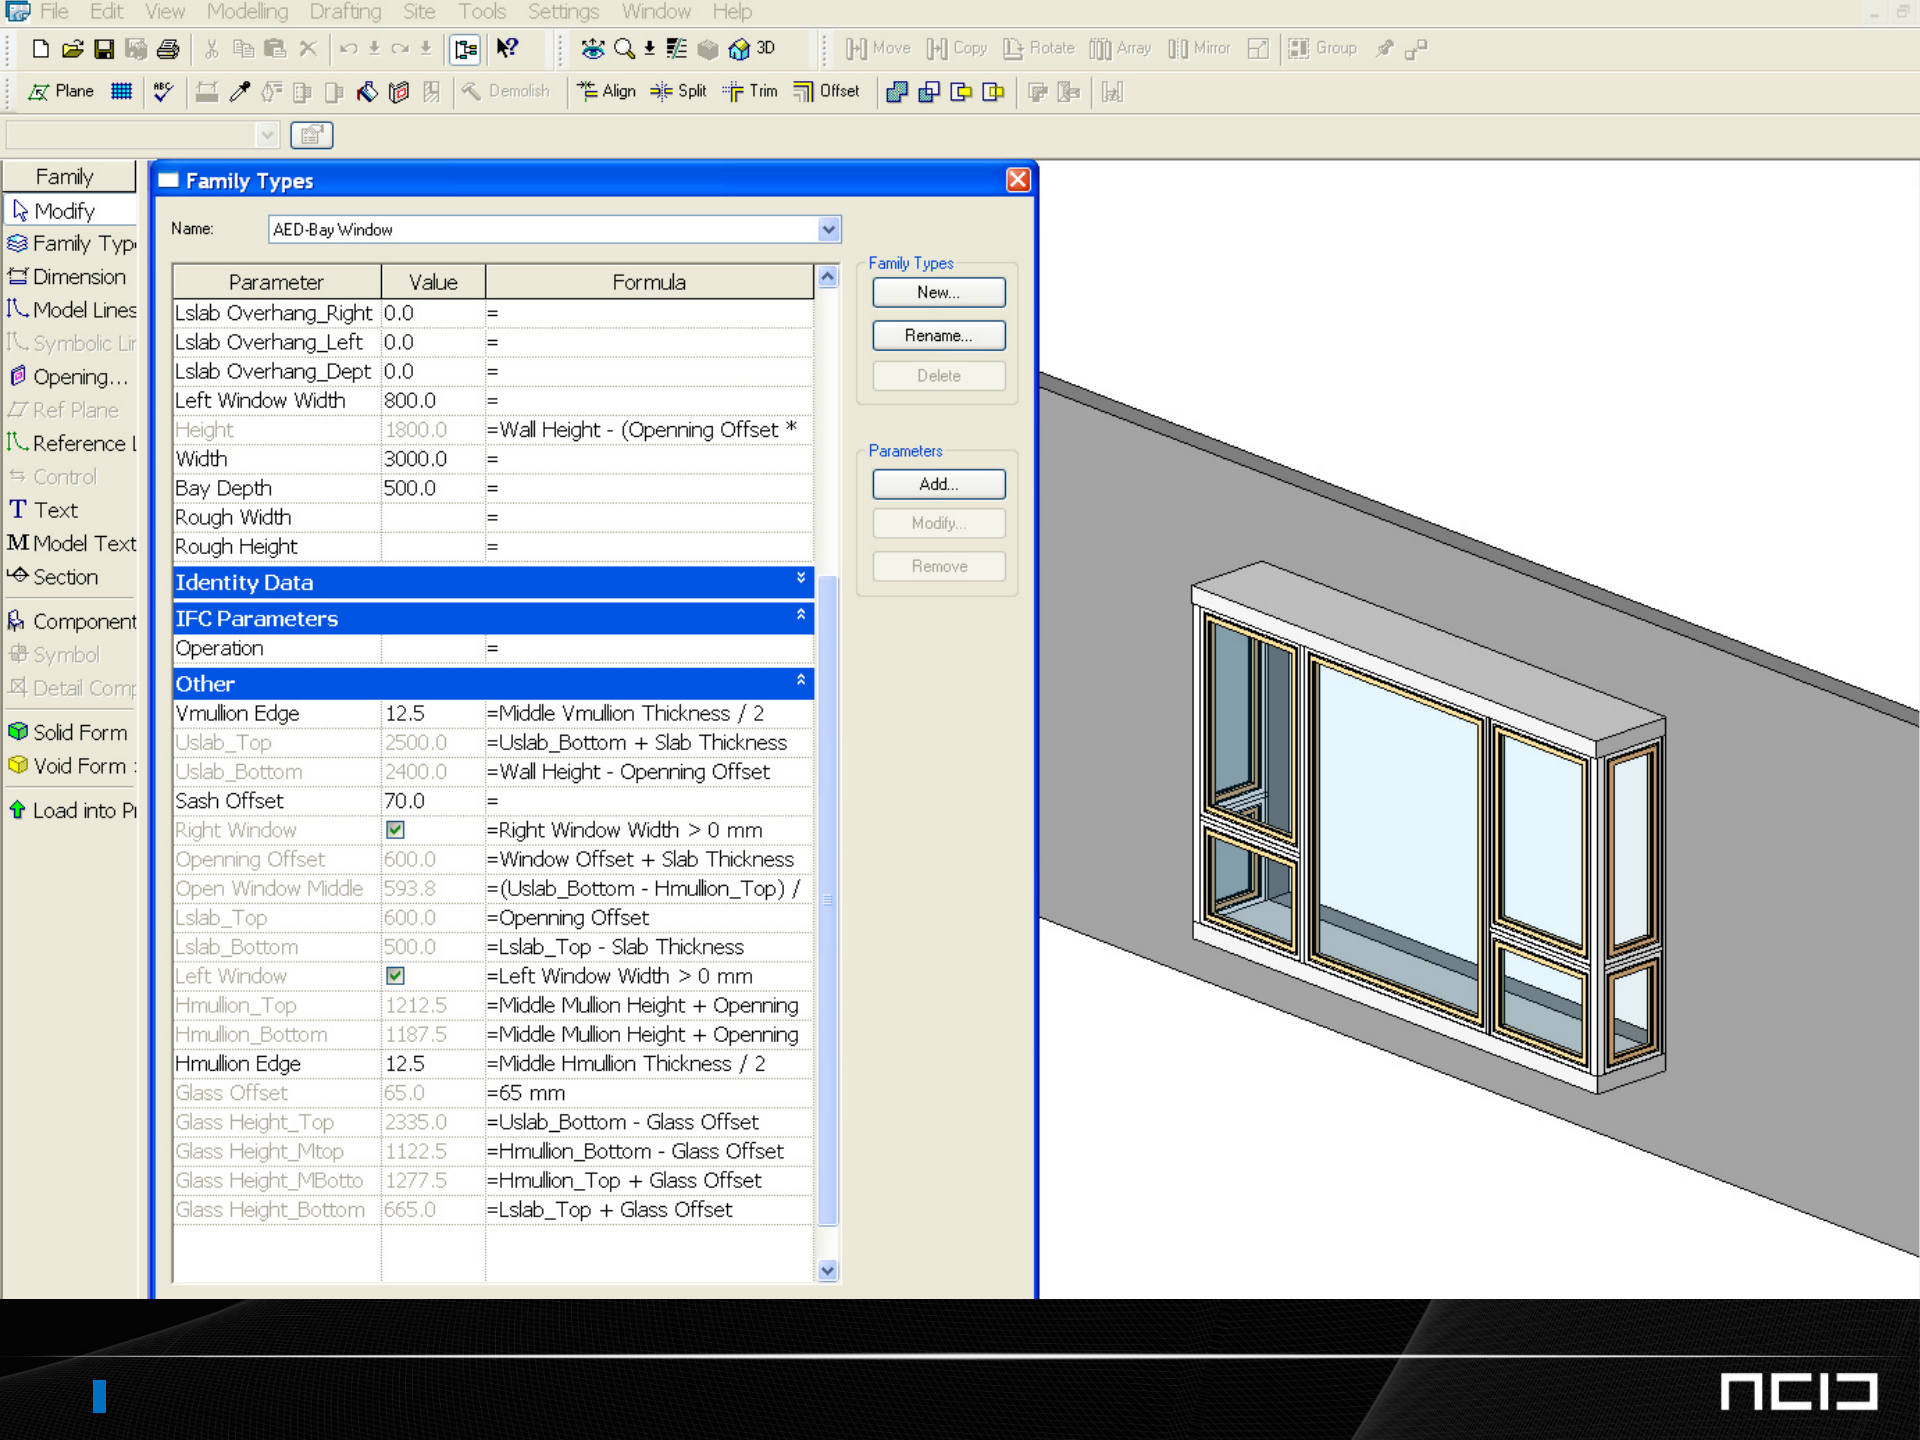 File Edit View Modelling Drafting Site Tools Settings Window Help
3D Move Copy Rotate Array Mirror Group
Plane ABC Demolish Align Split Trim Offset
Family
Modify
Family Typ
Dimension
Model Lines
Symbolic Lir
Opening...
Ref Plane
Reference L
Control
T Text
M Model Text
Section
Component
Symbol
Detail Comp
Solid Form
Void Form
Load into Pr
Family Types
Name: AED-Bay Window
Parameter Value Formula
Lslab Overhang_Right 0.0 =
Lslab Overhang_Left 0.0 =
Lslab Overhang_Dept 0.0 =
Left Window Width 800.0 =
Height 1800.0 =Wall Height - (Openning Offset *
Width 3000.0 =
Bay Depth 500.0 =
Rough Width =
Rough Height =
Identity Data
IFC Parameters
Operation =
Other
Vmullion Edge 12.5 =Middle Vmullion Thickness / 2
Uslab_Top 2500.0 =Uslab_Bottom + Slab Thickness
Uslab_Bottom 2400.0 =Wall Height - Openning Offset
Sash Offset 70.0 =
Right Window =Right Window Width > 0 mm
Openning Offset 600.0 =Window Offset + Slab Thickness
Open Window Middle 593.8 =(Uslab_Bottom - Hmullion_Top) /
Lslab_Top 600.0 =Openning Offset
Lslab_Bottom 500.0 =Lslab_Top - Slab Thickness
Left Window =Left Window Width > 0 mm
Hmullion_Top 1212.5 =Middle Mullion Height + Openning
Hmullion_Bottom 1187.5 =Middle Mullion Height + Openning
Hmullion Edge 12.5 =Middle Hmullion Thickness / 2
Glass Offset 65.0 =65 mm
Glass Height_Top 2335.0 =Uslab_Bottom - Glass Offset
Glass Height_Mtop 1122.5 =Hmullion_Bottom - Glass Offset
Glass Height_MBotto 1277.5 =Hmullion_Top + Glass Offset
Glass Height_Bottom 665.0 =Lslab_Top + Glass Offset
Family Types
New...
Rename...
Delete
Parameters
Add...
Modify...
Remove